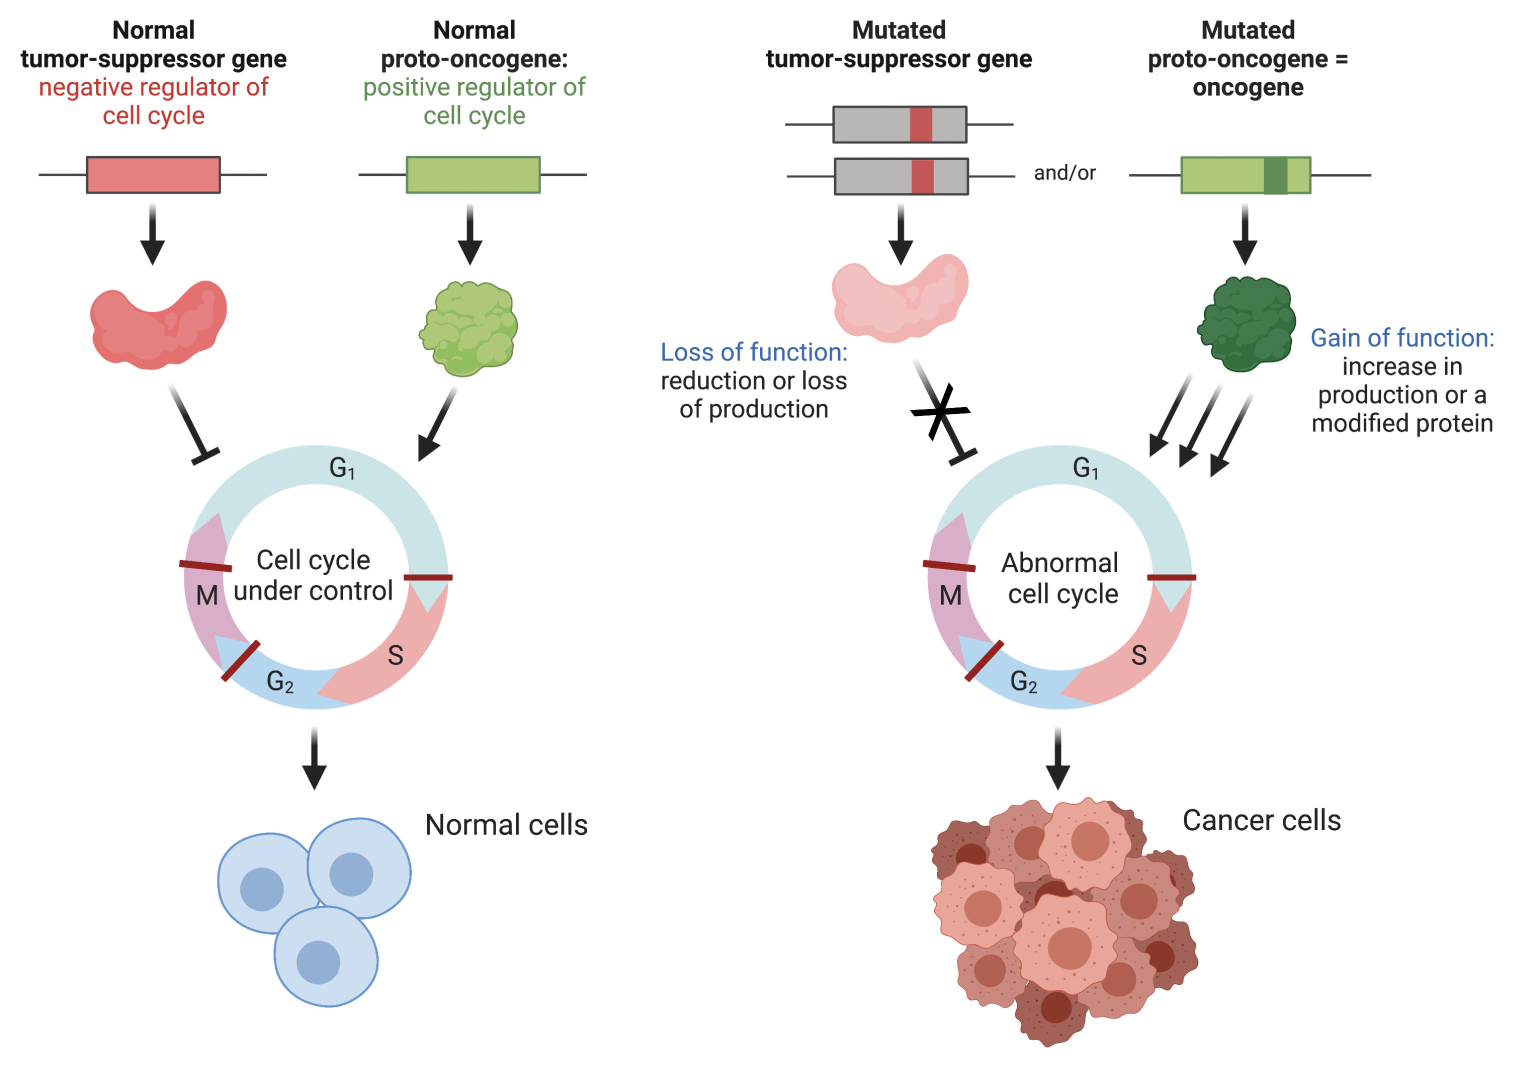 Normal
tumor-suppressor gene
negative regulator of
cell cycle
Normal
proto-oncogene:
positive regulator of
cell cycle
Mutated
tumor-suppressor gene
and/or
Mutated
proto-oncogene =
oncogene
Loss of function:
reduction or loss
of production
Gain of function:
increase in
production or a
modified protein
G₁
S
G₂
M
Cell cycle
under control
G₁
S
G₂
M
Abnormal
cell cycle
Normal cells
Cancer cells